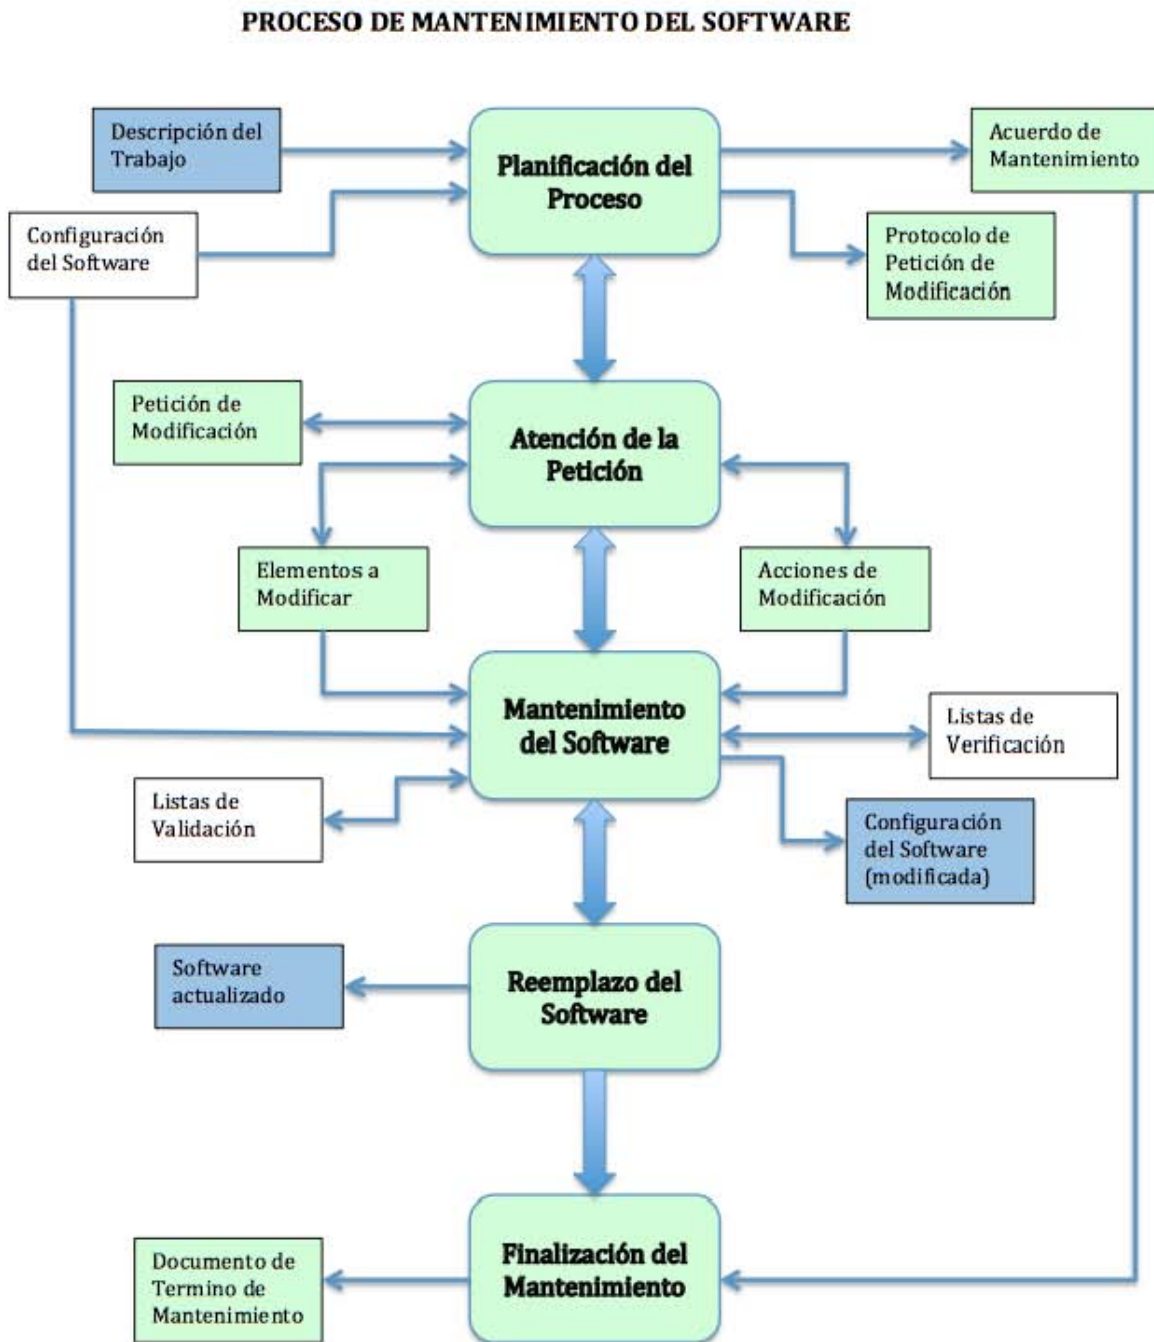 PROCESO DE MANTENIMIENTO DEL SOFTWARE
Descripción del
Trabajo
Planificación del
Proceso
Acuerdo de
Mantenimiento
Configuración
del Software
Protocolo de
Petición de
Modificación
Petición de
Modificación
Atención de la
Petición
Elementos a
Modificar
Acciones de
Modificación
Mantenimiento
del Software
Listas de
Verificación
Listas de
Validación
Configuración
del Software
(modificada)
Software
actualizado
Reemplazo del
Software
Documento de
Termino de
Mantenimiento
Finalización del
Mantenimiento